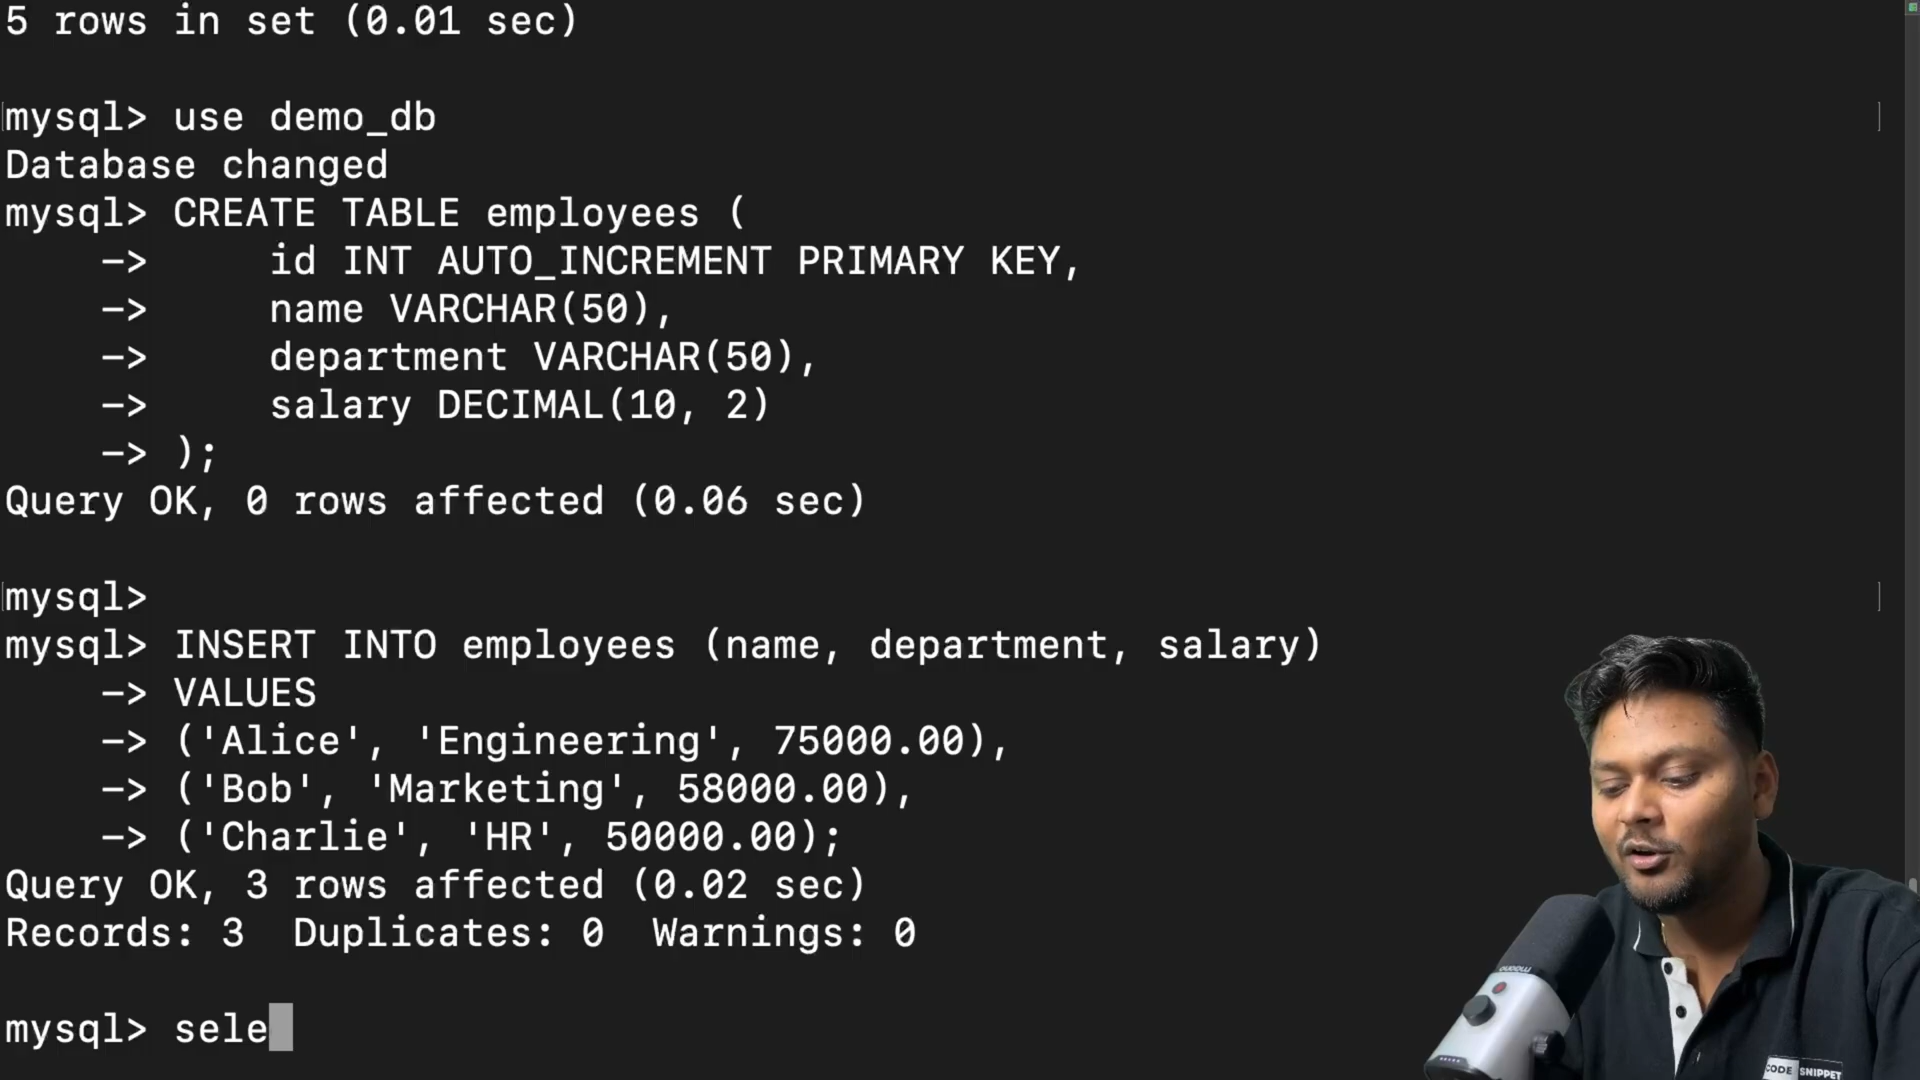 5 rows in set (0.01 sec)
mysql> use demo_db
Database changed
mysql> CREATE TABLE employees (
    -> id INT AUTO_INCREMENT PRIMARY KEY,
    -> name VARCHAR(50),
    -> department VARCHAR(50),
    -> salary DECIMAL(10, 2)
    -> );
Query OK, 0 rows affected (0.06 sec)
mysql>
mysql> INSERT INTO employees (name, department, salary)
    -> VALUES
    -> ('Alice', 'Engineering', 75000.00),
    -> ('Bob', 'Marketing', 58000.00),
    -> ('Charlie', 'HR', 50000.00);
Query OK, 3 rows affected (0.02 sec)
Records: 3  Duplicates: 0  Warnings: 0
mysql> sele
maono
CODE SNIPPET